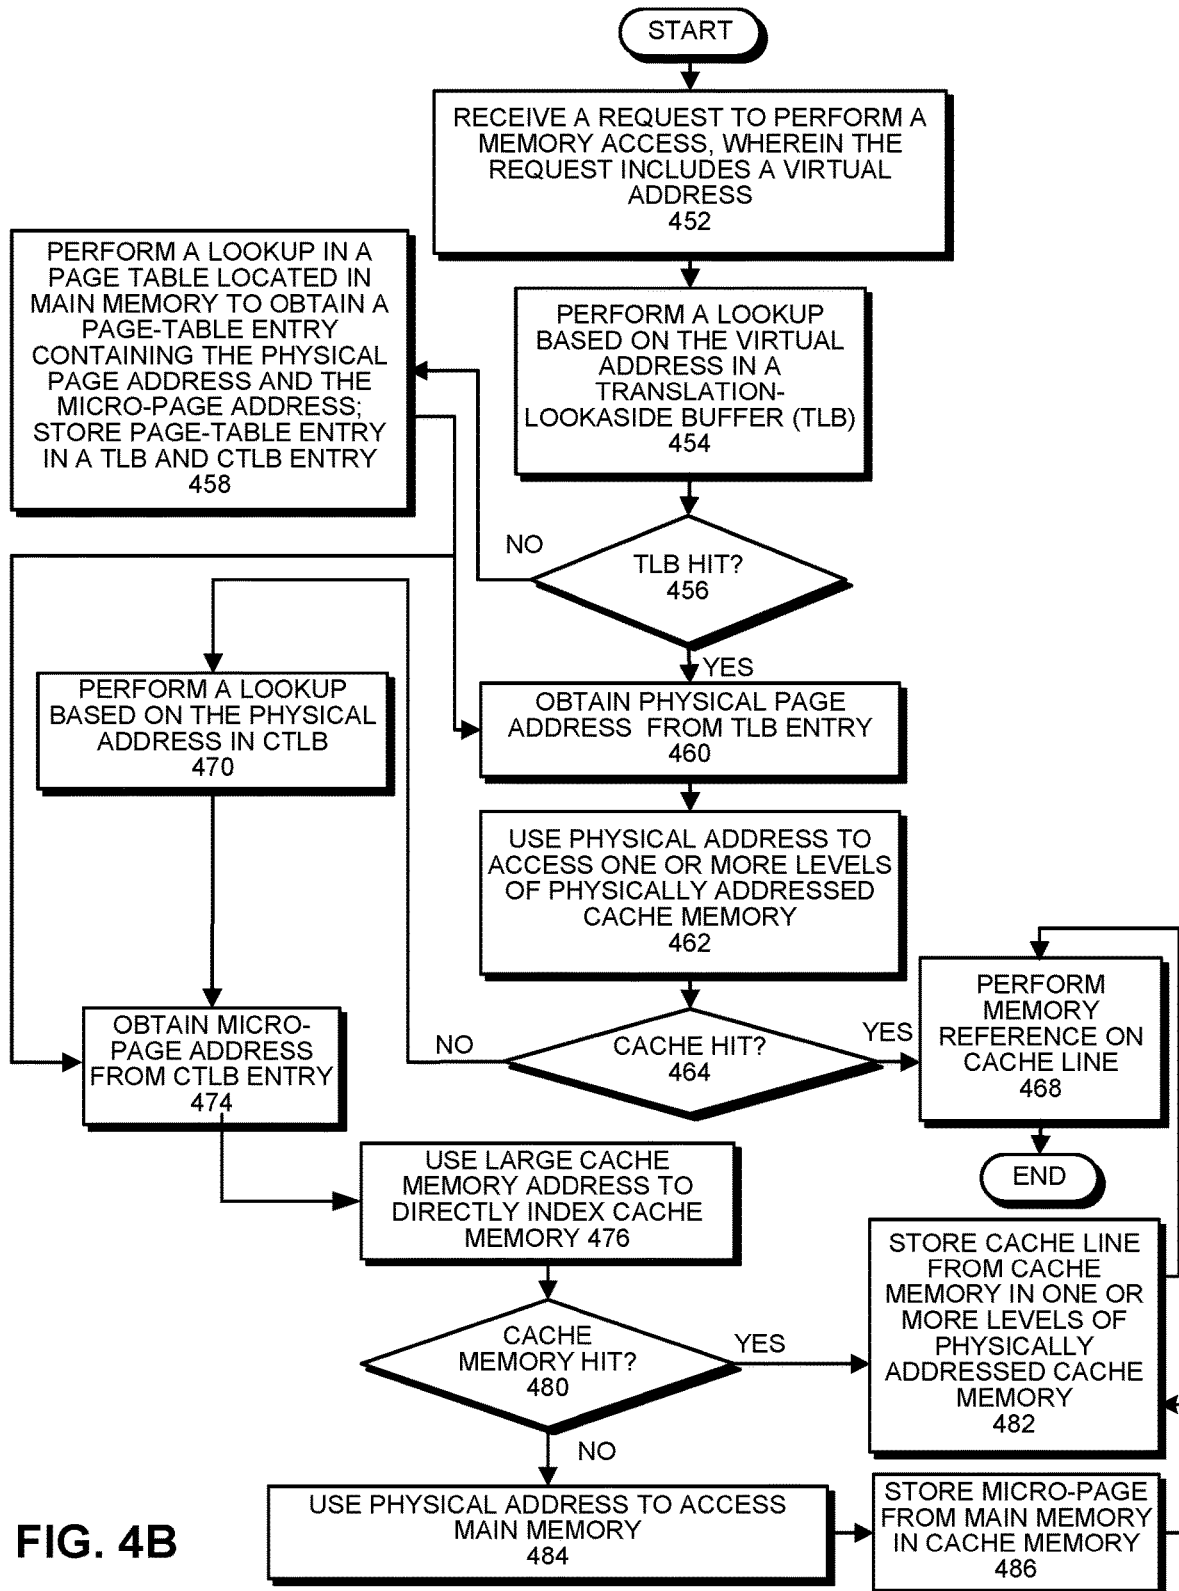 START
RECEIVE A REQUEST TO PERFORM A
MEMORY ACCESS, WHEREIN THE
REQUEST INCLUDES A VIRTUAL
ADDRESS
452
PERFORM A LOOKUP IN A
PAGE TABLE LOCATED IN
MAIN MEMORY TO OBTAIN A
PAGE-TABLE ENTRY
CONTAINING THE PHYSICAL
PAGE ADDRESS AND THE
MICRO-PAGE ADDRESS;
STORE PAGE-TABLE ENTRY
IN A TLB AND CTLB ENTRY
458
PERFORM A LOOKUP
BASED ON THE VIRTUAL
ADDRESS IN A
TRANSLATION-
LOOKASIDE BUFFER (TLB)
454
NO
TLB HIT?
456
YES
PERFORM A LOOKUP
BASED ON THE PHYSICAL
ADDRESS IN CTLB
470
OBTAIN PHYSICAL PAGE
ADDRESS FROM TLB ENTRY
460
USE PHYSICAL ADDRESS TO
ACCESS ONE OR MORE LEVELS
OF PHYSICALLY ADDRESSED
CACHE MEMORY
462
NO
CACHE HIT?
464
YES
PERFORM
MEMORY
REFERENCE ON
CACHE LINE
468
END
OBTAIN MICRO-
PAGE ADDRESS
FROM CTLB ENTRY
474
USE LARGE CACHE
MEMORY ADDRESS TO
DIRECTLY INDEX CACHE
MEMORY 476
CACHE
MEMORY HIT?
480
YES
STORE CACHE LINE
FROM CACHE
MEMORY IN ONE OR
MORE LEVELS OF
PHYSICALLY
ADDRESSED CACHE
MEMORY
482
NO
USE PHYSICAL ADDRESS TO ACCESS
MAIN MEMORY
484
STORE MICRO-PAGE
FROM MAIN MEMORY
IN CACHE MEMORY
486
FIG. 4B